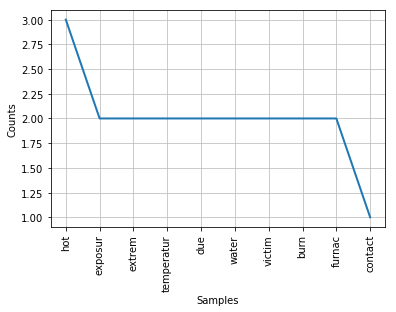 3.00
2.75
2.50
2.25
2.00
1.75
1.50
1.25
1.00
Counts
hot
exposur
extrem
temperatur
due
water
victim
burn
furnac
contact
Samples